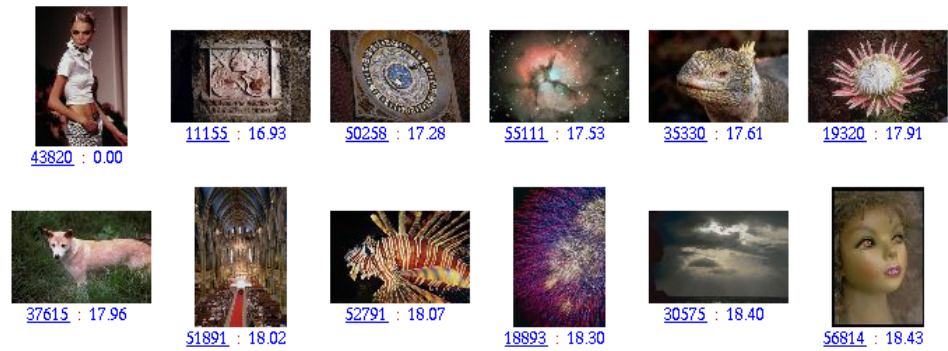 43820 : 0.00
11155 : 16.93
50258 : 17.28
55111 : 17.53
35330 : 17.61
19320 : 17.91
37615 : 17.96
51891 : 18.02
52791 : 18.07
18893 : 18.30
30575 : 18.40
56814 : 18.43